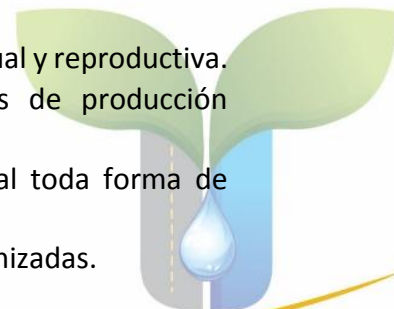 ual y reproductiva.
s de producción
al toda forma de
nizadas.